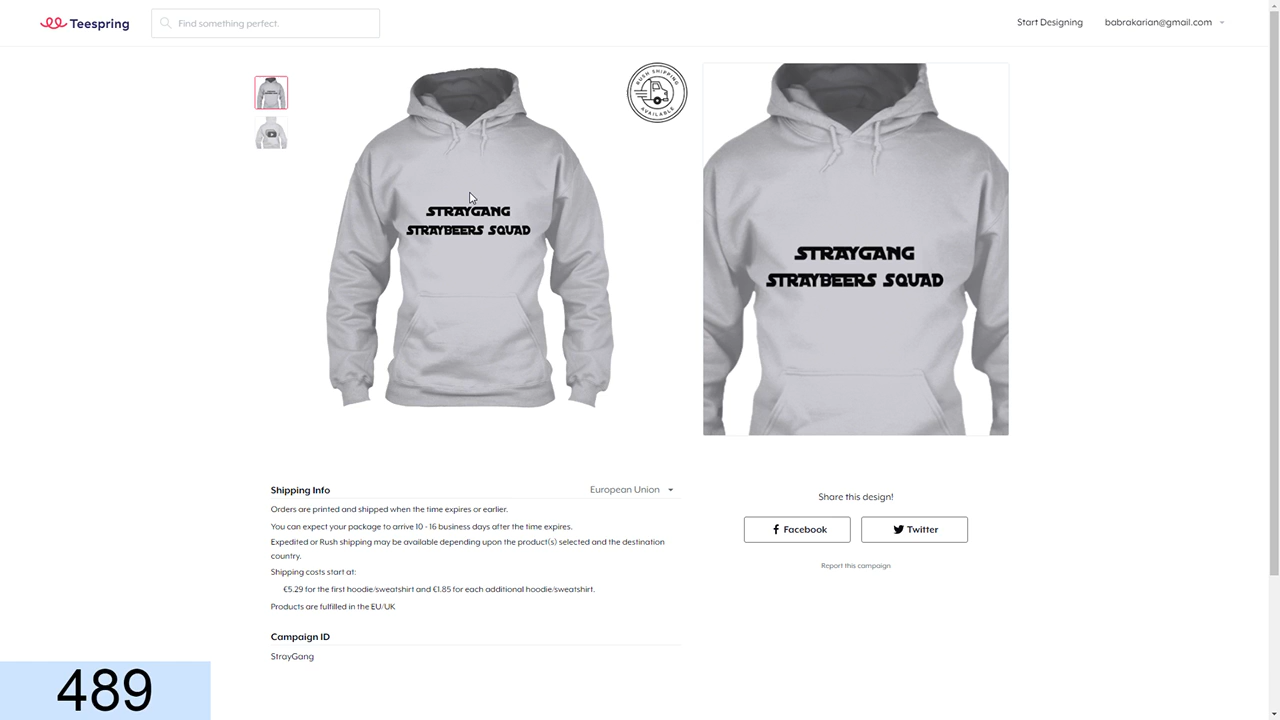 Teespring
Find something perfect.
Start Designing
babrakarian@gmail.com
RUSH SHIPPING
AVAILABLE
STRAYGANG
STRAYBEERS SQUAD
STRAYGANG
STRAYBEERS SQUAD
Shipping Info
European Union
Orders are printed and shipped when the time expires or earlier.
You can expect your package to arrive 10 - 16 business days after the time expires.
Expedited or Rush shipping may be available depending upon the product(s) selected and the destination
country.
Shipping costs start at:
€5.29 for the first hoodie/sweatshirt and €1.85 for each additional hoodie/sweatshirt.
Products are fulfilled in the EU/UK
Campaign ID
StrayGang
Share this design!
Facebook
Twitter
Report this campaign
489